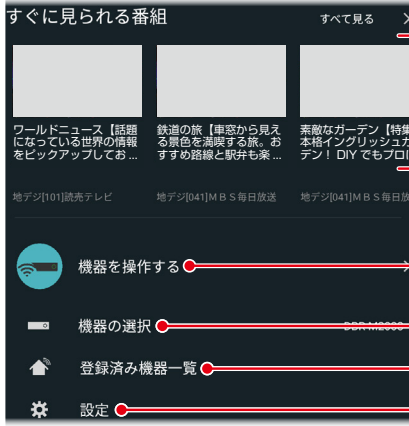 すぐに見られる番組
すべて見る
ワールドニュース【話題
になっている世界の情報
をピックアップしてお…
鉄道の旅【車窓から見え
る景色を満喫する旅。お
すすめ路線と駅弁も楽…
素敵なガーデン【特集
本格イングリッシュガ
デン！DIYでもプロ
地デジ[101]読売テレビ
地デジ[041]ＭＢＳ毎日放送
地デジ[041]ＭＢＳ毎日放
機器を操作する
機器の選択
登録済み機器一覧
設定